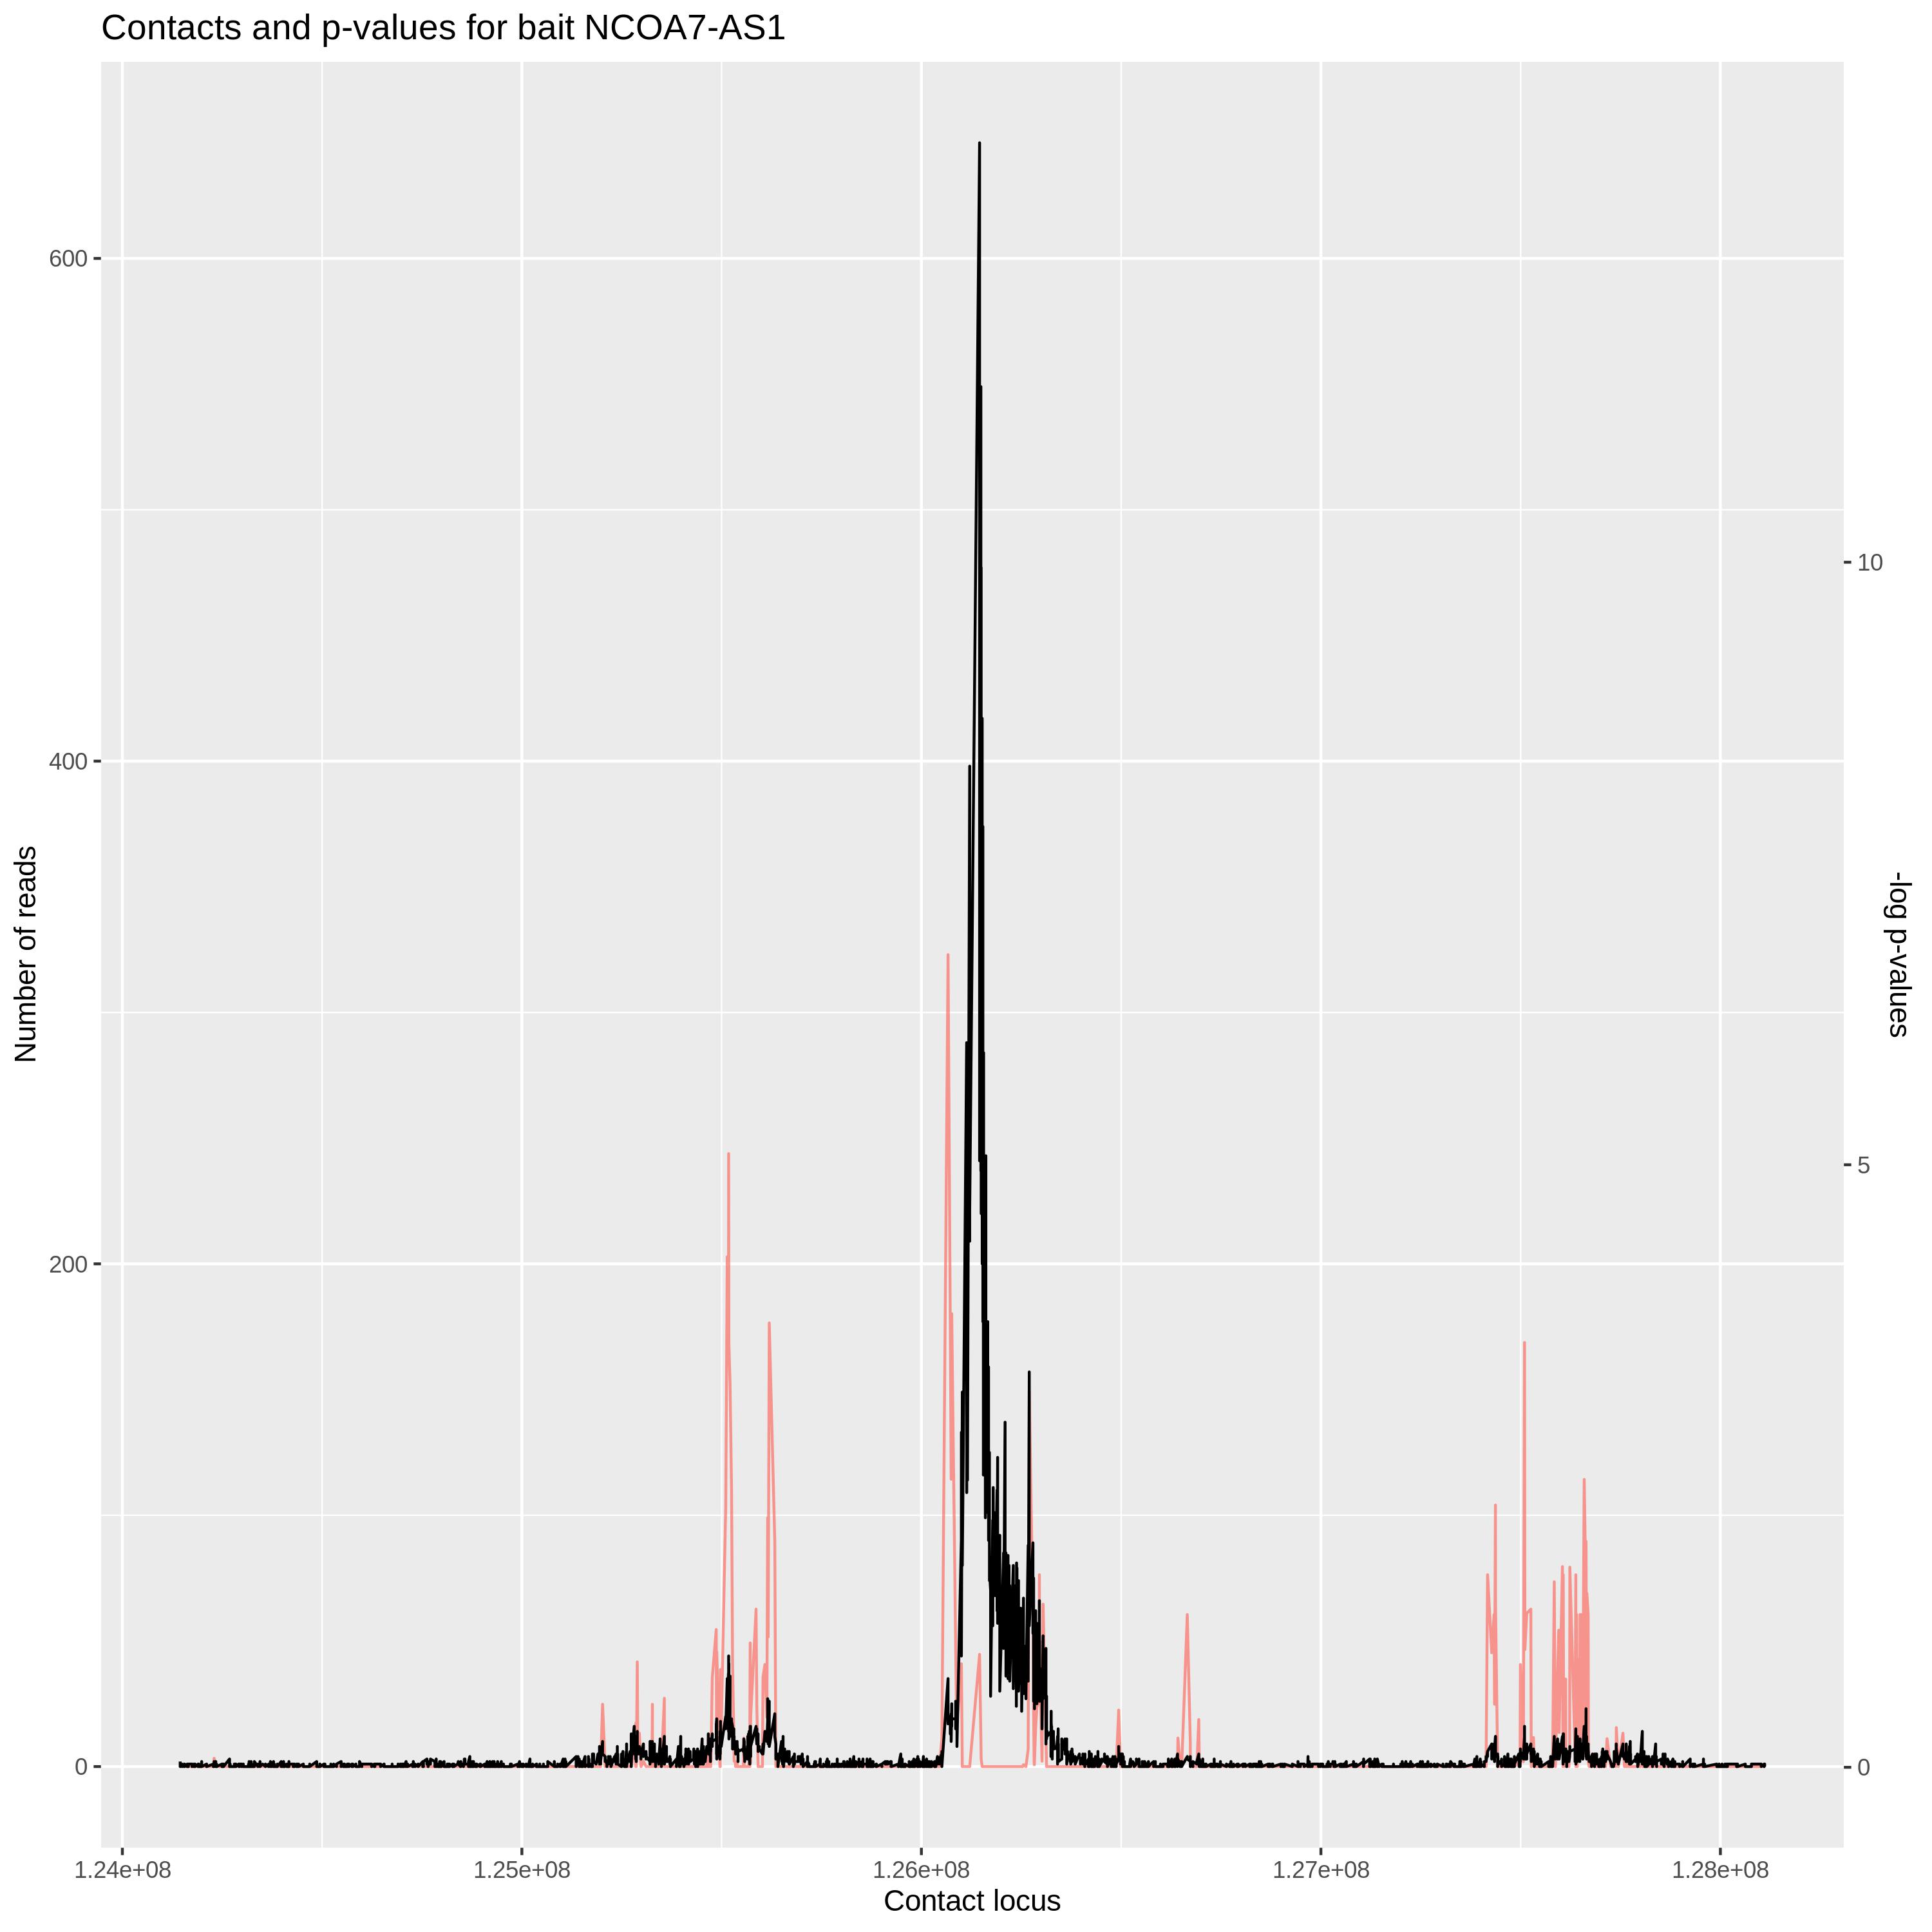 Contacts and p-values for bait NCOA7-AS1
600
400
200
0
Number of reads
10
5
0
-log p-values
1.24e+08
1.25e+08
1.26e+08
1.27e+08
1.28e+08
Contact locus